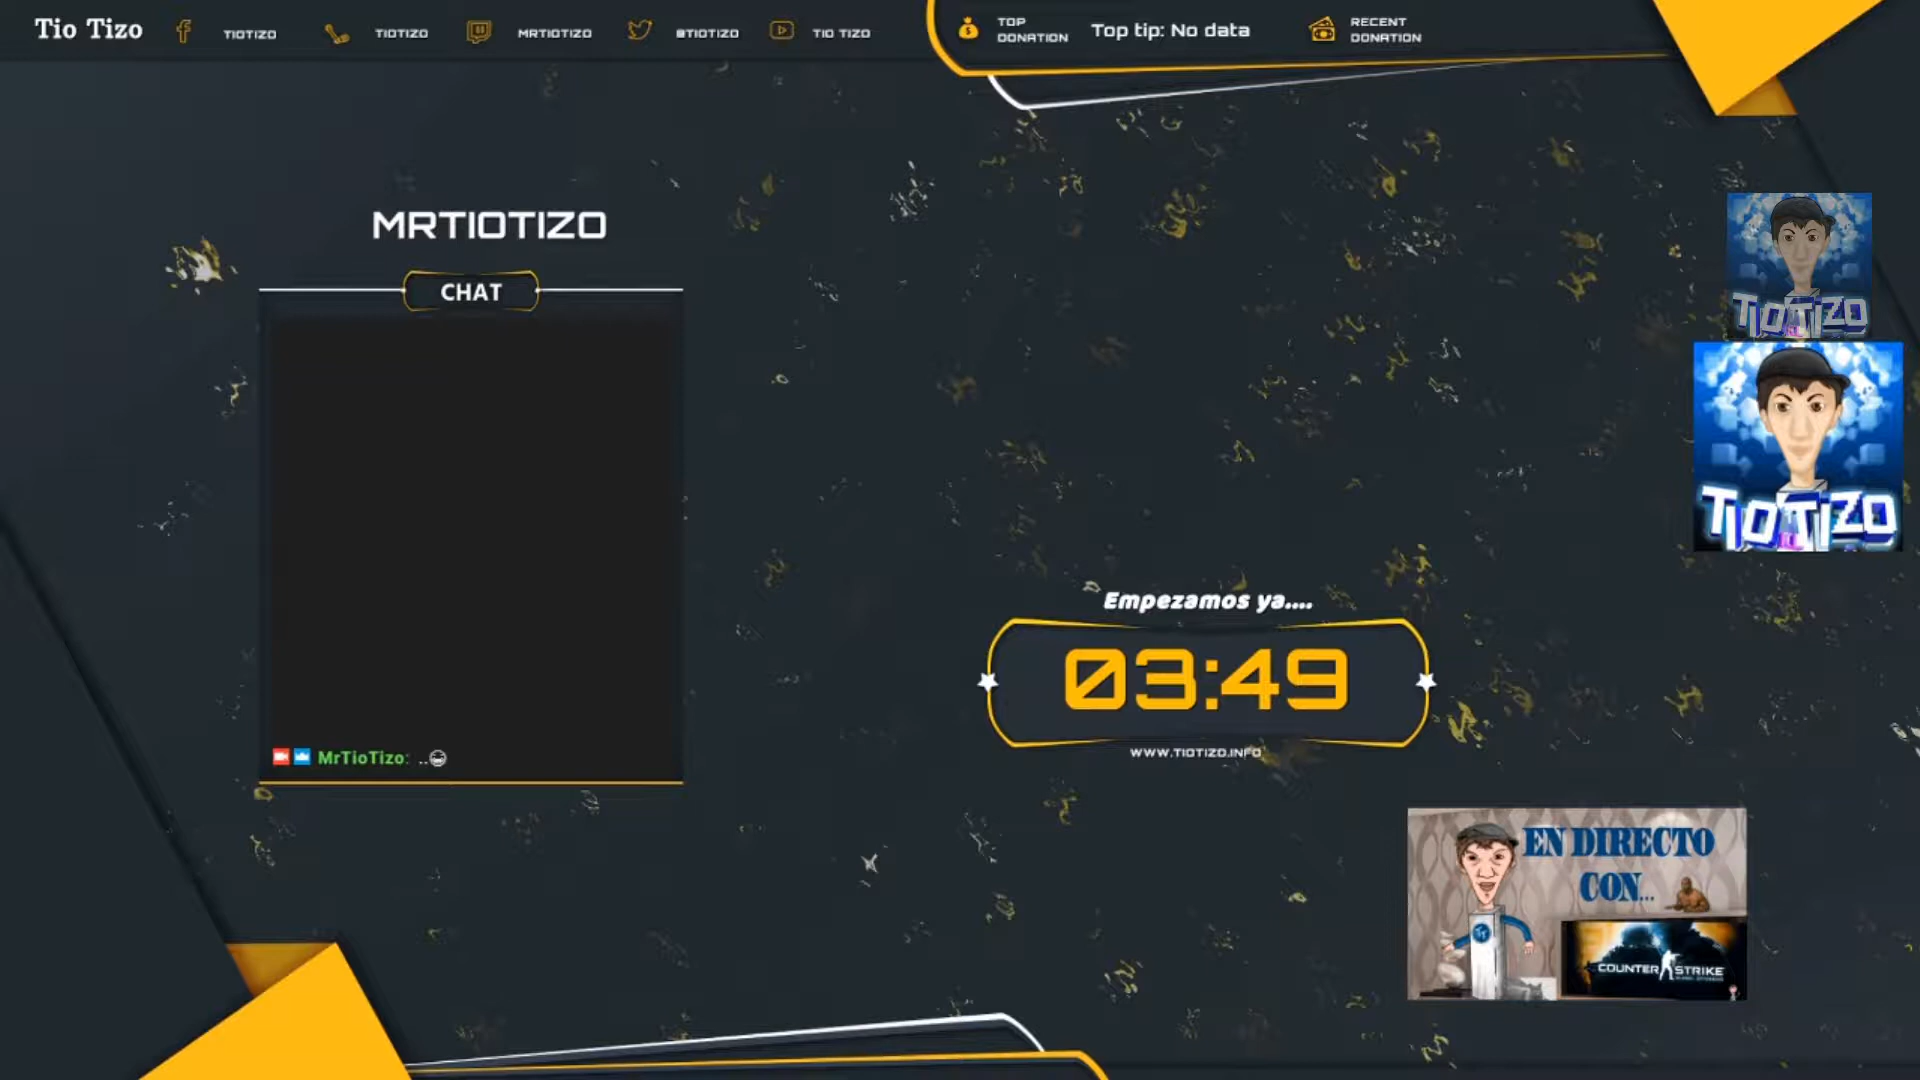 Tio Tizo TIOTIZO TIOTIZO MRTIOTIZO @TIOTIZO TIO TIZO
TOP DONATION
Top tip: No data
RECENT DONATION
MRTIOTIZO
CHAT
TIOTIZO
TIOTIZO
Empezamos ya....
03:49
WWW.TIOTIZO.INFO
MrTioTizo: ..
EN DIRECTO
CON...
COUNTER STRIKE